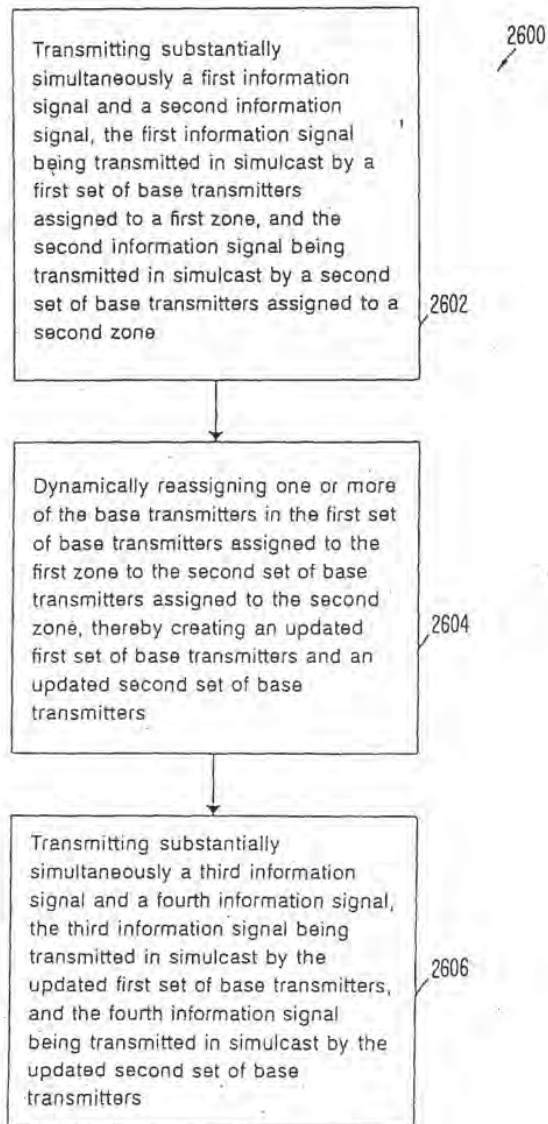 2600
Transmitting substantially
simultaneously a first information
signal and a second information
signal, the first information signal
being transmitted in simulcast by a
first set of base transmitters
assigned to a first zone, and the
second information signal being
transmitted in simulcast by a second
set of base transmitters assigned to a
second zone
2602
Dynamically reassigning one or more
of the base transmitters in the first set
of base transmitters assigned to the
first zone to the second set of base
transmitters assigned to the second
zone, thereby creating an updated
first set of base transmitters and an
updated second set of base
transmitters
2604
Transmitting substantially
simultaneously a third information
signal and a fourth information signal,
the third information signal being
transmitted in simulcast by the
updated first set of base transmitters,
and the fourth information signal
being transmitted in simulcast by the
updated second set of base
transmitters
2606